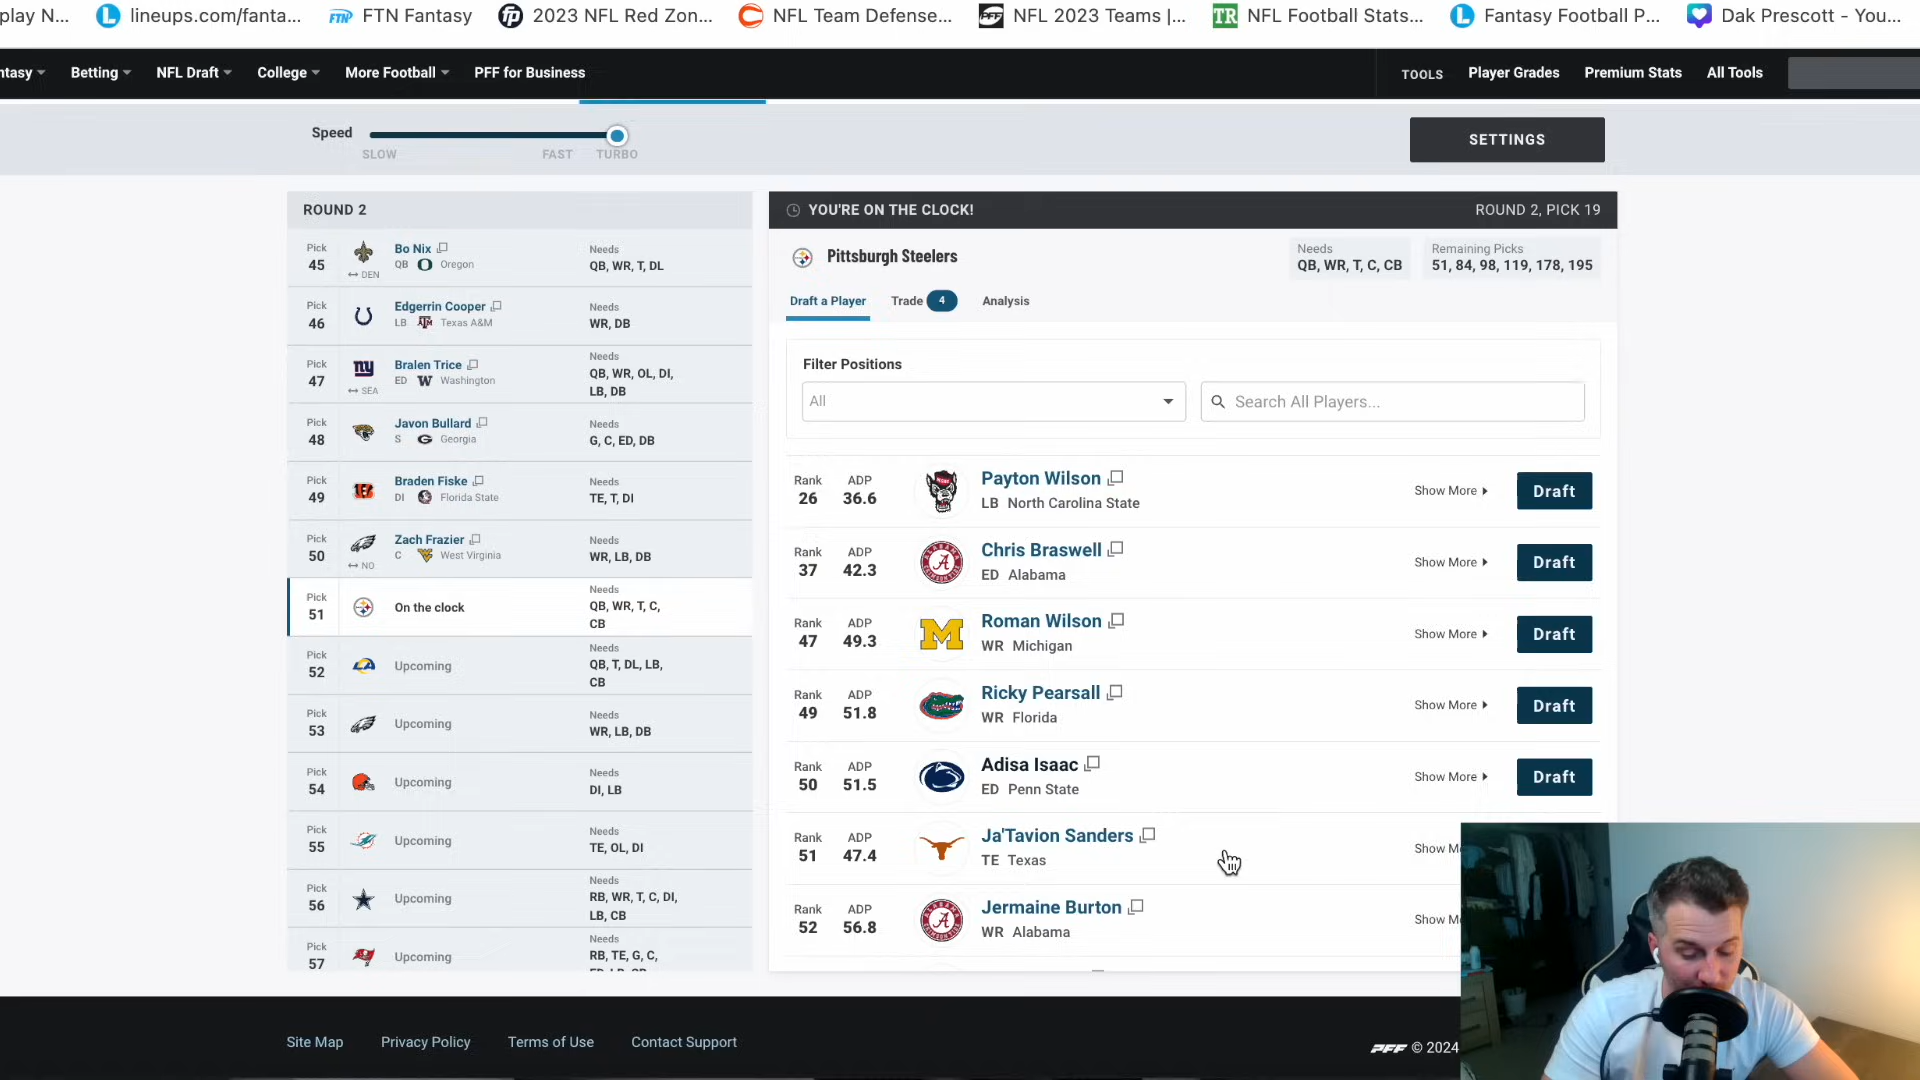 play N...
lineups.com/fanta...
FTN Fantasy
2023 NFL Red Zon...
NFL Team Defense...
NFL 2023 Teams |...
NFL Football Stats...
Fantasy Football P...
Dak Prescott - You...
ntasy
Betting
NFL Draft
College
More Football
PFF for Business
TOOLS
Player Grades
Premium Stats
All Tools
Speed
SLOW
FAST
TURBO
SETTINGS
ROUND 2
Pick 45
DEN
Bo Nix
QB Oregon
Needs
QB, WR, T, DL
Pick 46
Edgerrin Cooper
LB Texas A&M
Needs
WR, DB
Pick 47
SEA
Bralen Trice
ED Washington
Needs
QB, WR, OL, DI,
LB, DB
Pick 48
Javon Bullard
S Georgia
Needs
G, C, ED, DB
Pick 49
Braden Fiske
DI Florida State
Needs
TE, T, DI
Pick 50
NO
Zach Frazier
C West Virginia
Needs
WR, LB, DB
Pick 51
On the clock
Needs
QB, WR, T, C,
CB
Pick 52
Upcoming
Needs
QB, T, DL, LB,
CB
Pick 53
Upcoming
Needs
WR, LB, DB
Pick 54
Upcoming
Needs
DI, LB
Pick 55
Upcoming
Needs
TE, OL, DI
Pick 56
Upcoming
Needs
RB, WR, T, C, DI,
LB, CB
Pick 57
Upcoming
Needs
RB, TE, G, C,
YOU'RE ON THE CLOCK!
ROUND 2, PICK 19
Pittsburgh Steelers
Needs
QB, WR, T, C, CB
Remaining Picks
51, 84, 98, 119, 178, 195
Draft a Player
Trade 4
Analysis
Filter Positions
All
Search All Players...
Rank 26
ADP 36.6
Payton Wilson
LB North Carolina State
Show More
Draft
Rank 37
ADP 42.3
Chris Braswell
ED Alabama
Show More
Draft
Rank 47
ADP 49.3
Roman Wilson
WR Michigan
Show More
Draft
Rank 49
ADP 51.8
Ricky Pearsall
WR Florida
Show More
Draft
Rank 50
ADP 51.5
Adisa Isaac
ED Penn State
Show More
Draft
Rank 51
ADP 47.4
Ja'Tavion Sanders
TE Texas
Show M
Rank 52
ADP 56.8
Jermaine Burton
WR Alabama
Show M
Site Map
Privacy Policy
Terms of Use
Contact Support
PFF © 2024